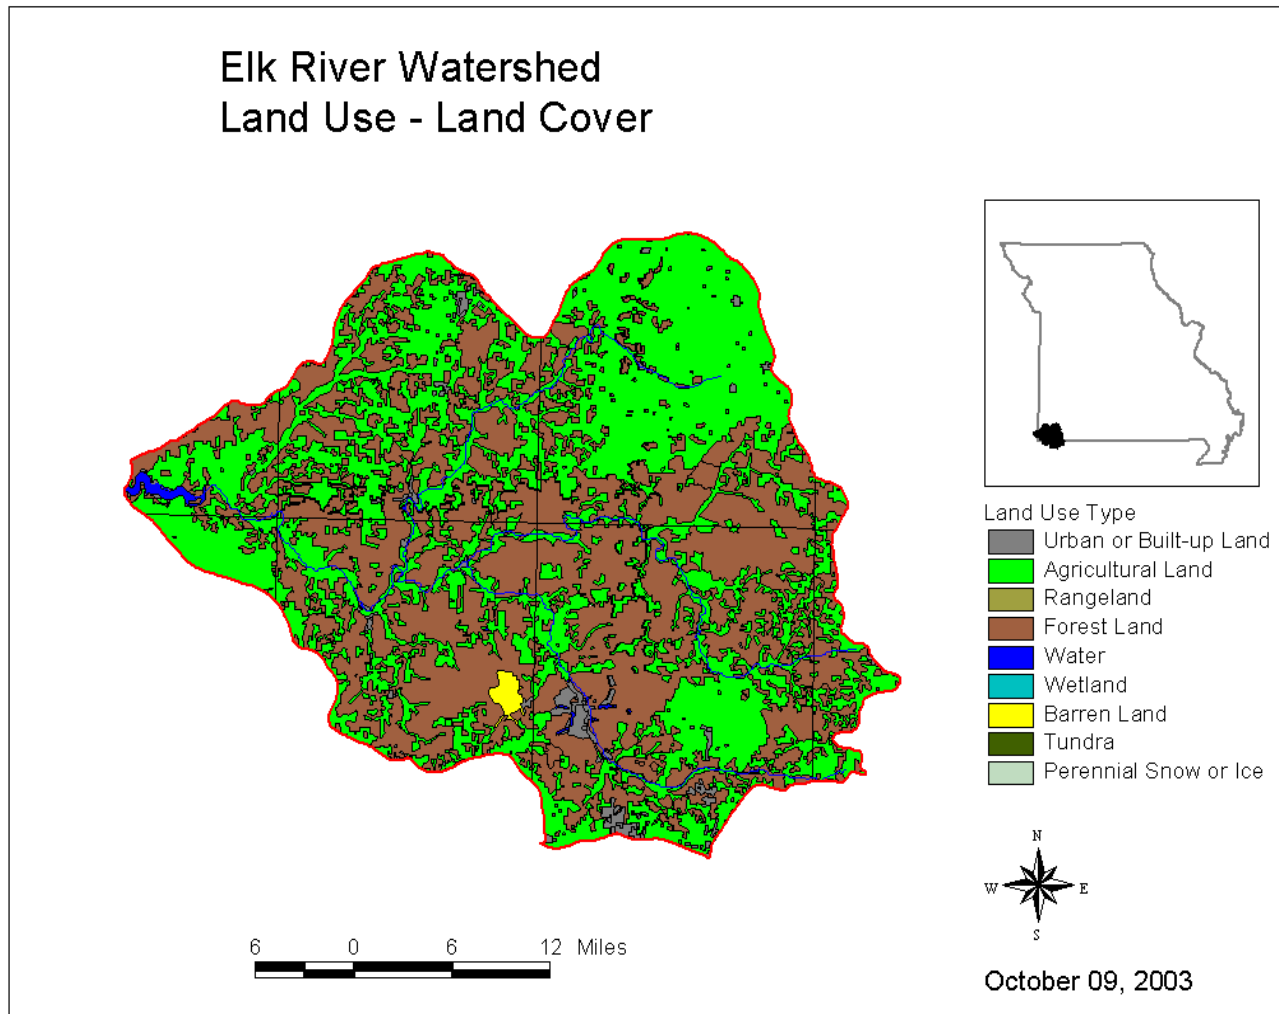 Elk River Watershed
Land Use - Land Cover
Land Use Type
Urban or Built-up Land
Agricultural Land
Rangeland
Forest Land
Water
Wetland
Barren Land
Tundra
Perennial Snow or Ice
N
W E
S
6 0 6 12 Miles
October 09, 2003